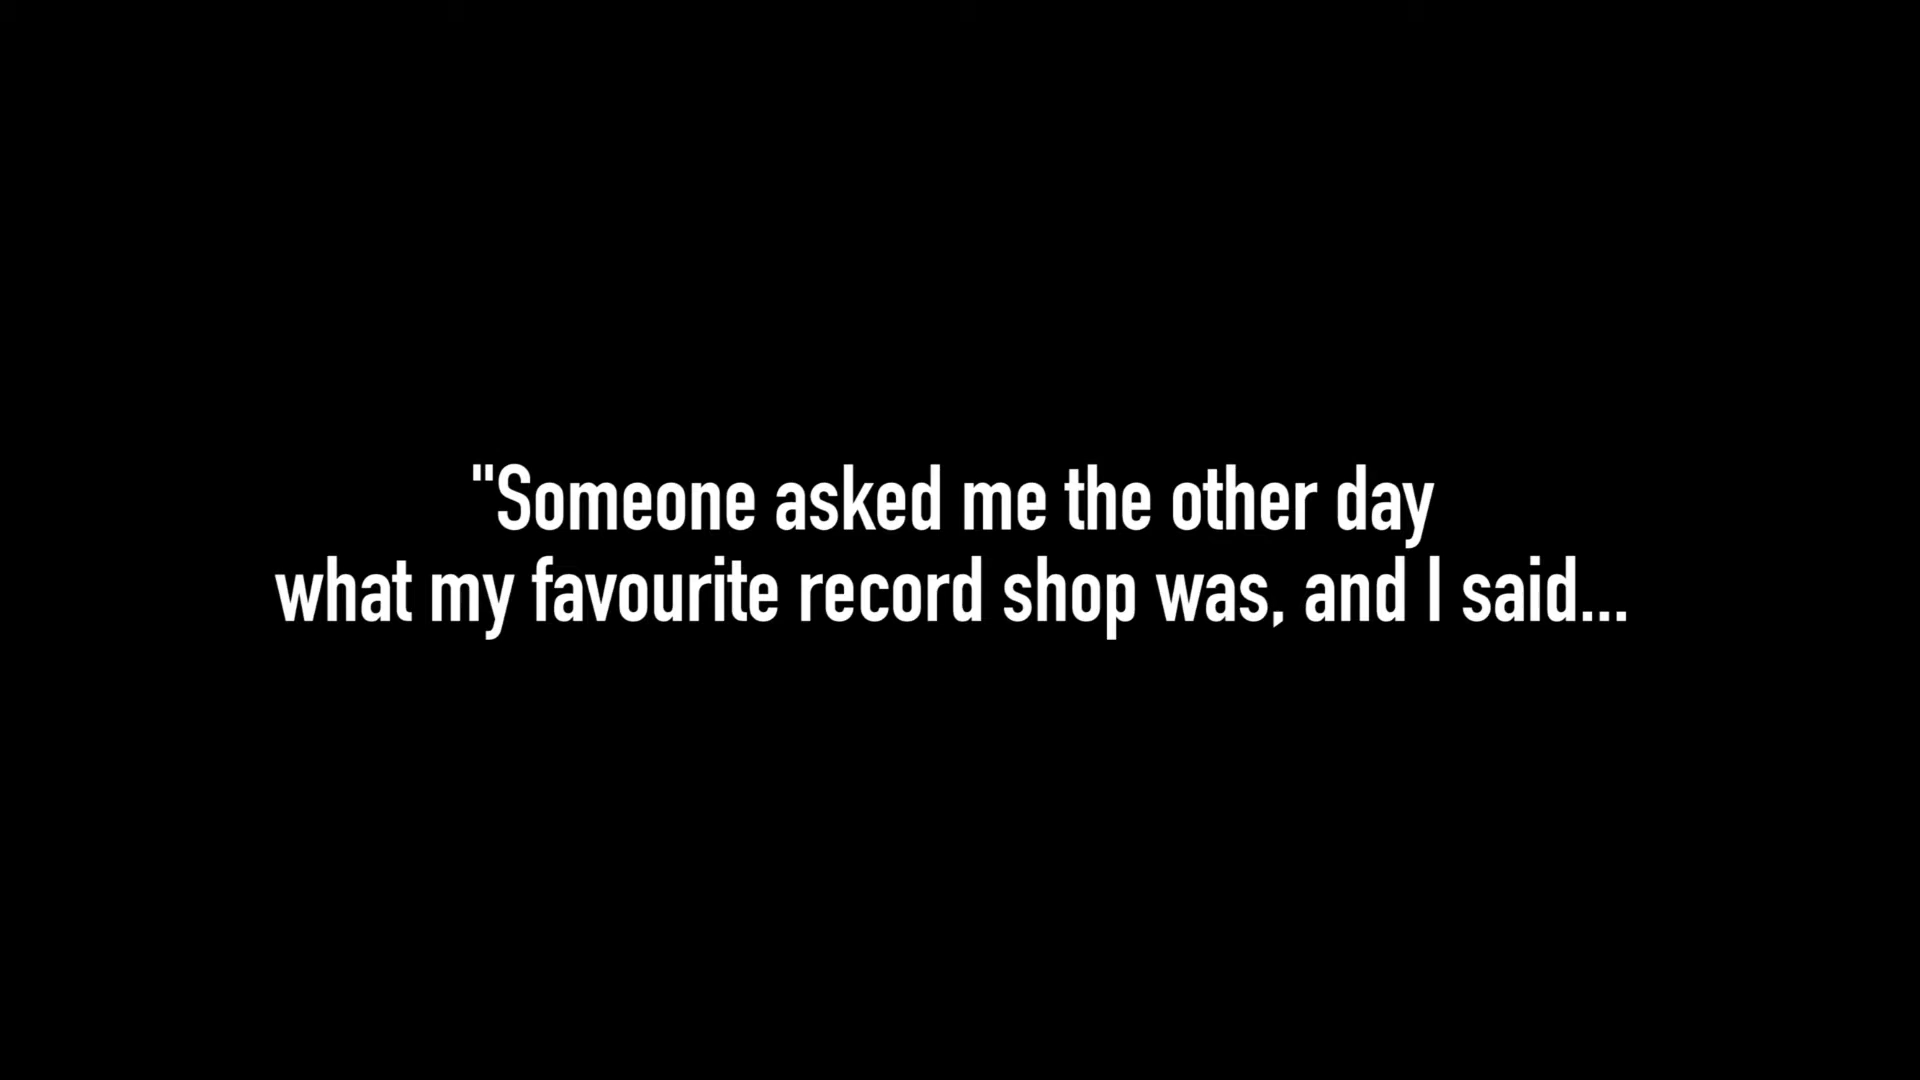 "Someone asked me the other day
what my favourite record shop was, and I said...